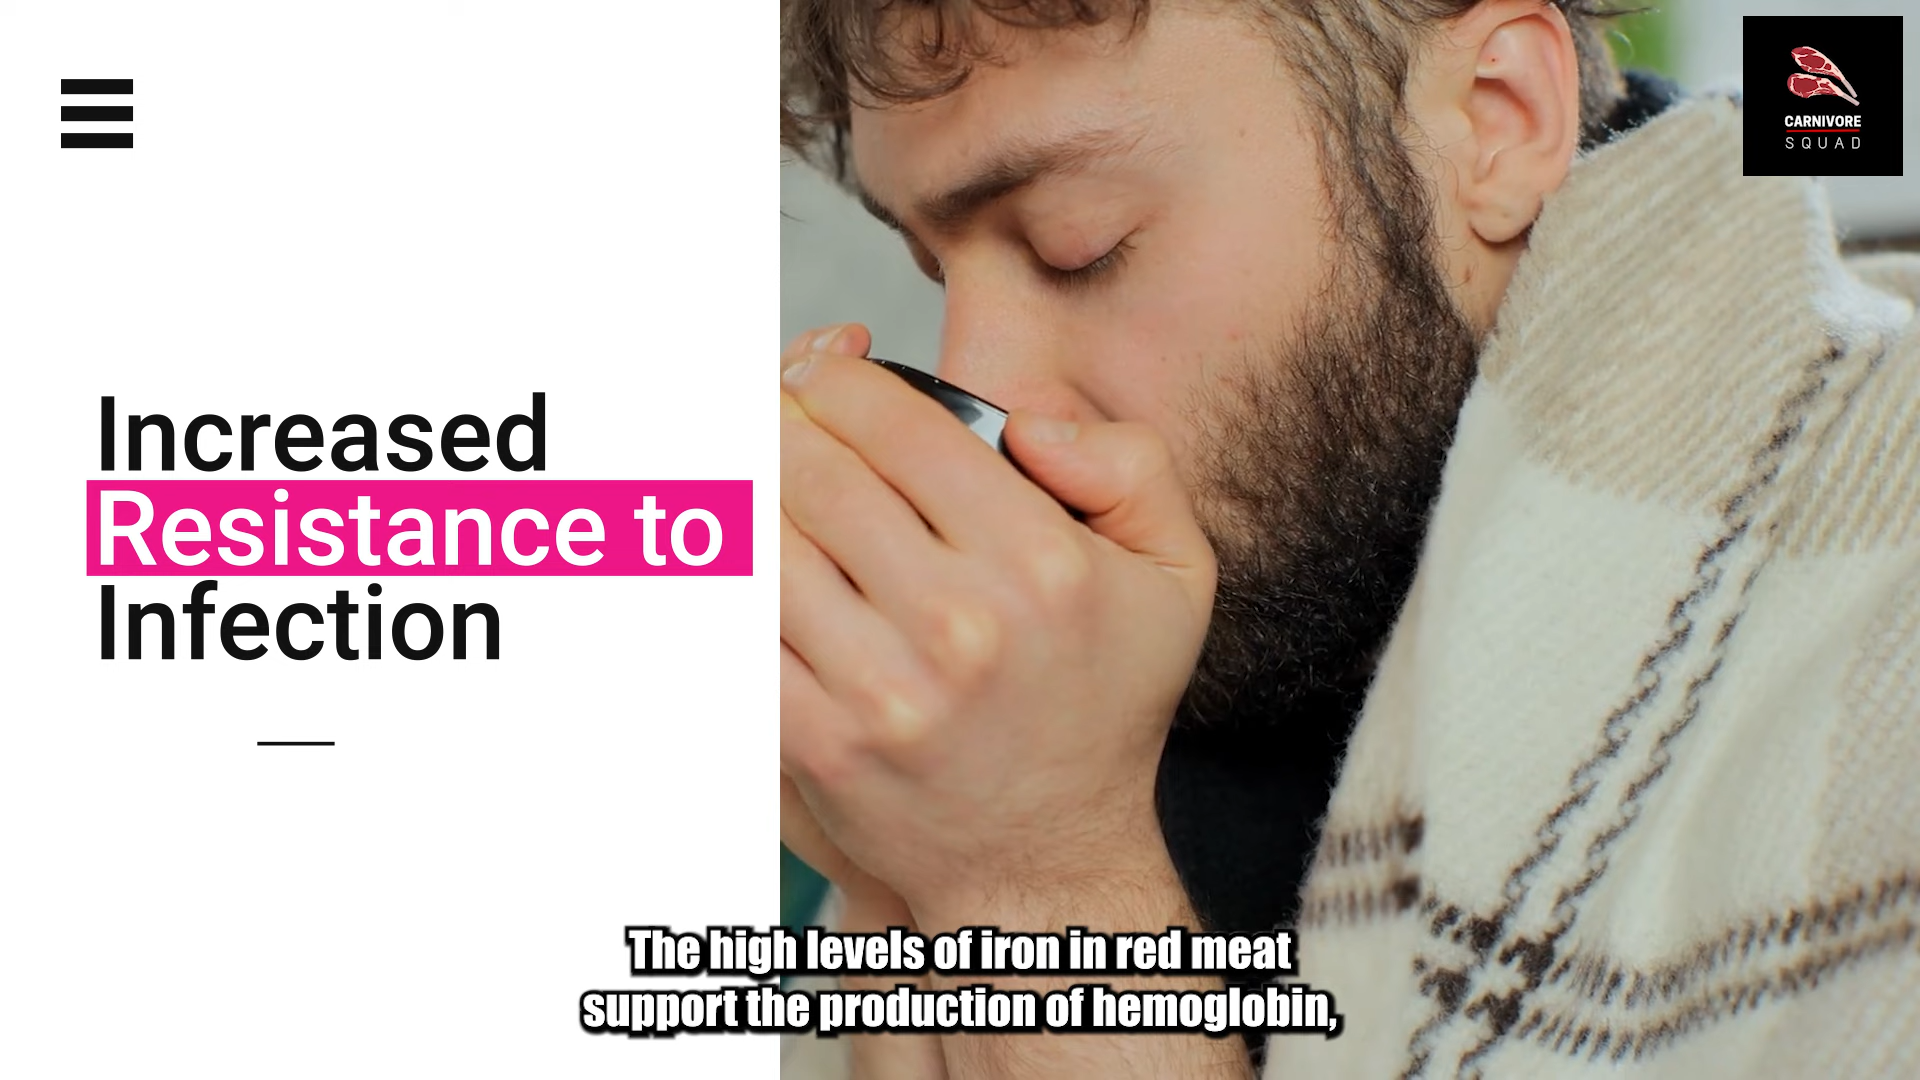 CARNIVORE
SQUAD
Increased
Resistance to
Infection
The high levels of iron in red meat
support the production of hemoglobin,